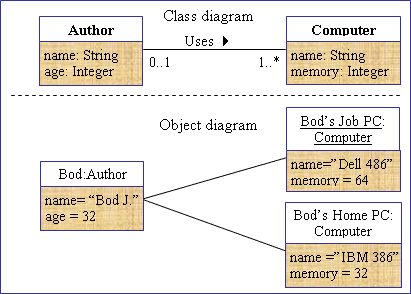 Class diagram
Author
Uses
Computer
name: String
age: Integer
0..1
1..*
name: String
memory: Integer
Object diagram
Bod's Job PC:
Computer
name="Dell 486"
memory = 64
Bod:Author
name= "Bod J."
age = 32
Bod's Home PC:
Computer
name ="IBM 386"
memory = 32